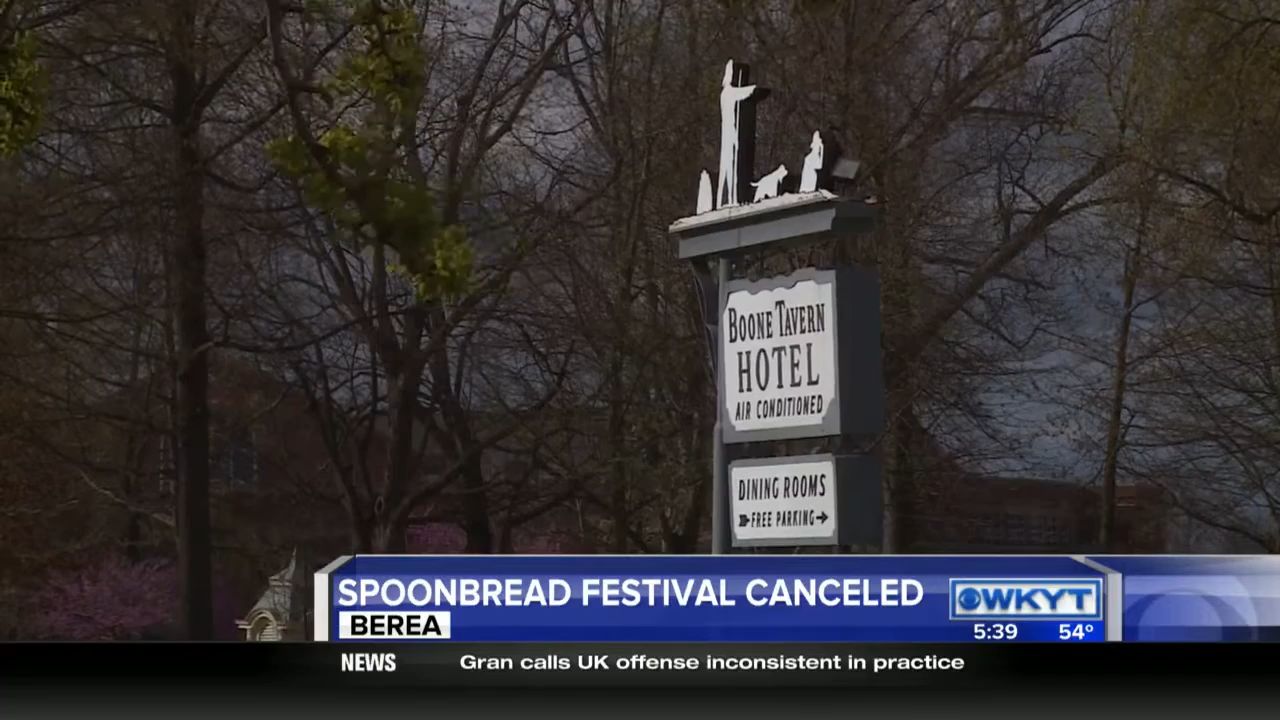 BOONE TAVERN
HOTEL
AIR CONDITIONED
DINING ROOMS
FREE PARKING
SPOONBREAD FESTIVAL CANCELED
WKYT
BEREA
5:39 54°
NEWS Gran calls UK offense inconsistent in practice